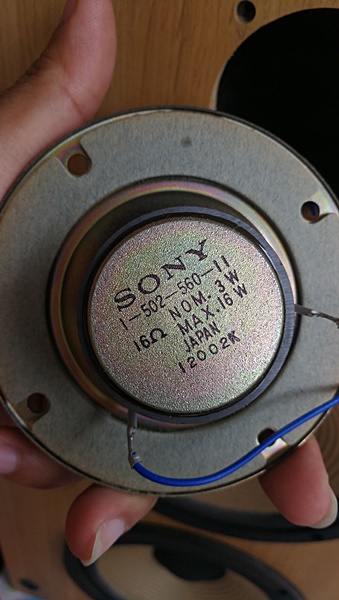 SONY
1-502-560-11
16Ω NOM. 3W
MAX. 16W
JAPAN
12002K